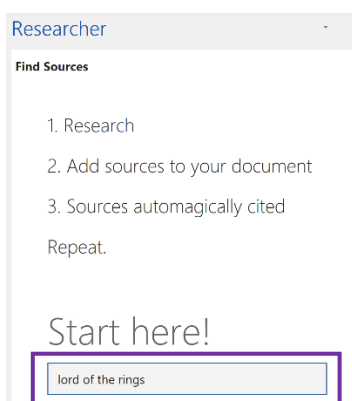 Researcher
Find Sources
1. Research
2. Add sources to your document
3. Sources automagically cited
Repeat.
Start here!
lord of the rings